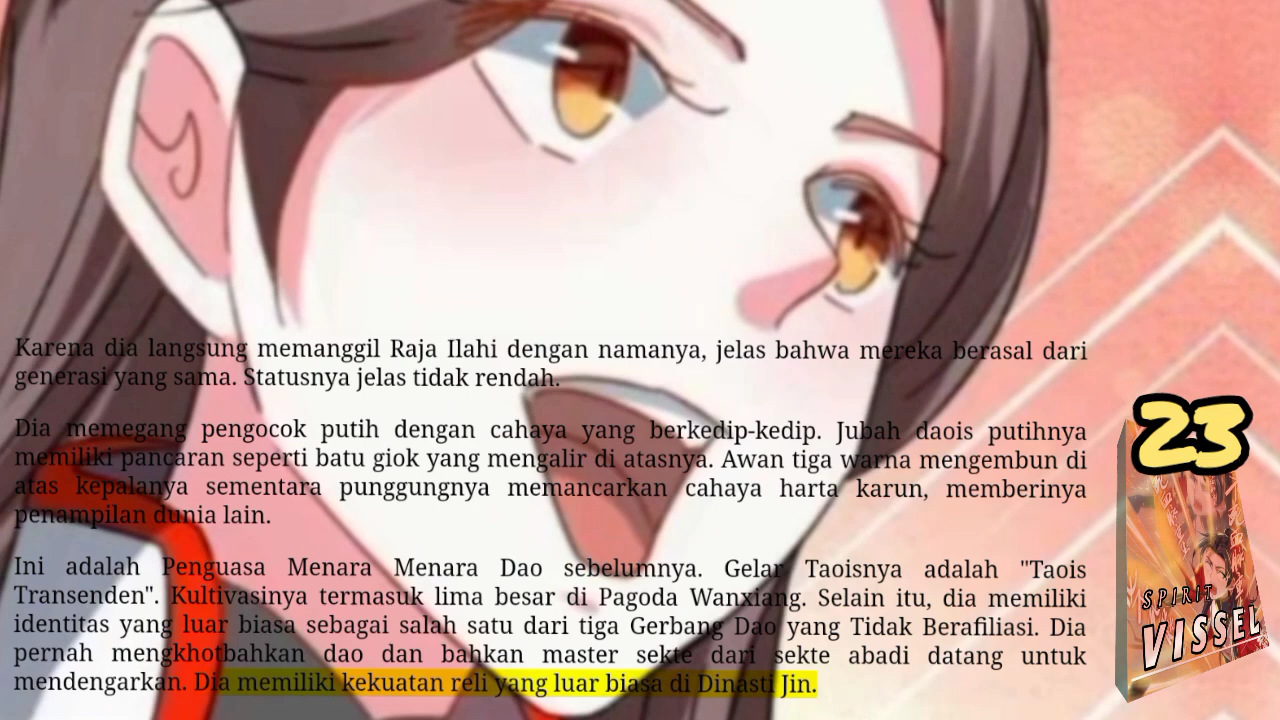 Karena dia langsung memanggil Raja Ilahi dengan namanya, jelas bahwa mereka berasal dari
generasi yang sama. Statusnya jelas tidak rendah.
Dia memegang pengocok putih dengan cahaya yang berkedip-kedip. Jubah daois putihnya
memiliki pancaran seperti batu giok yang mengalir di atasnya. Awan tiga warna mengembun di
atas kepalanya sementara punggungnya memancarkan cahaya harta karun, memberinya
penampilan dunia lain.
Ini adalah Penguasa Menara Menara Dao sebelumnya. Gelar Taoisnya adalah "Taois
Transenden". Kultivasinya termasuk lima besar di Pagoda Wanxiang. Selain itu, dia memiliki
identitas yang luar biasa sebagai salah satu dari tiga Gerbang Dao yang Tidak Berafiliasi. Dia
pernah mengkhotbahkan dao dan bahkan master sekte dari sekte abadi datang untuk
mendengarkan. Dia memiliki kekuatan reli yang luar biasa di Dinasti Jin.
23
SPIRIT
VISSEL